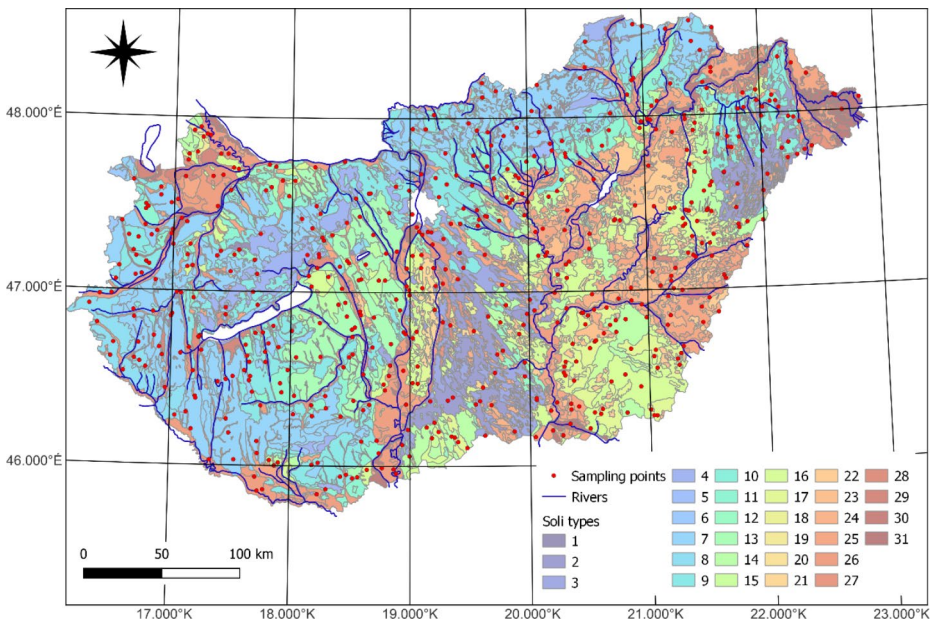 48.000°É
47.000°É
46.000°É
Sampling points
Rivers
Soli types
1
2
3
4 10 16 22 28
5 11 17 23 29
6 12 18 24 30
7 13 19 25 31
8 14 20 26
9 15 21 27
0 50 100 km
17.000°K 18.000°K 19.000°K 20.000°K 21.000°K 22.000°K 23.000°K